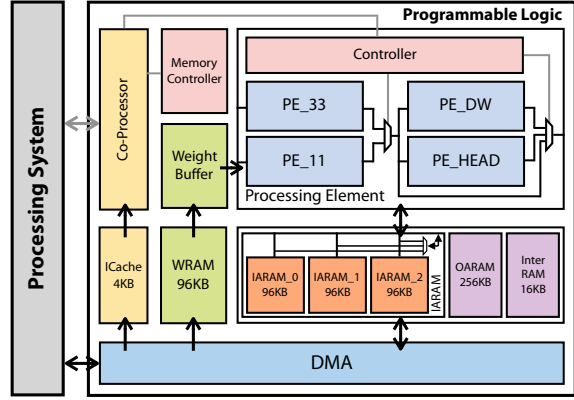 Programmable Logic
Processing System
Co-Processor
Memory
Controller
Controller
PE_33
PE_DW
PE_11
PE_HEAD
Processing Element
Weight
Buffer
ICache
4KB
WRAM
96KB
IARAM_0
96KB
IARAM_1
96KB
IARAM_2
96KB
IARAM
OARAM
256KB
Inter
RAM
16KB
DMA